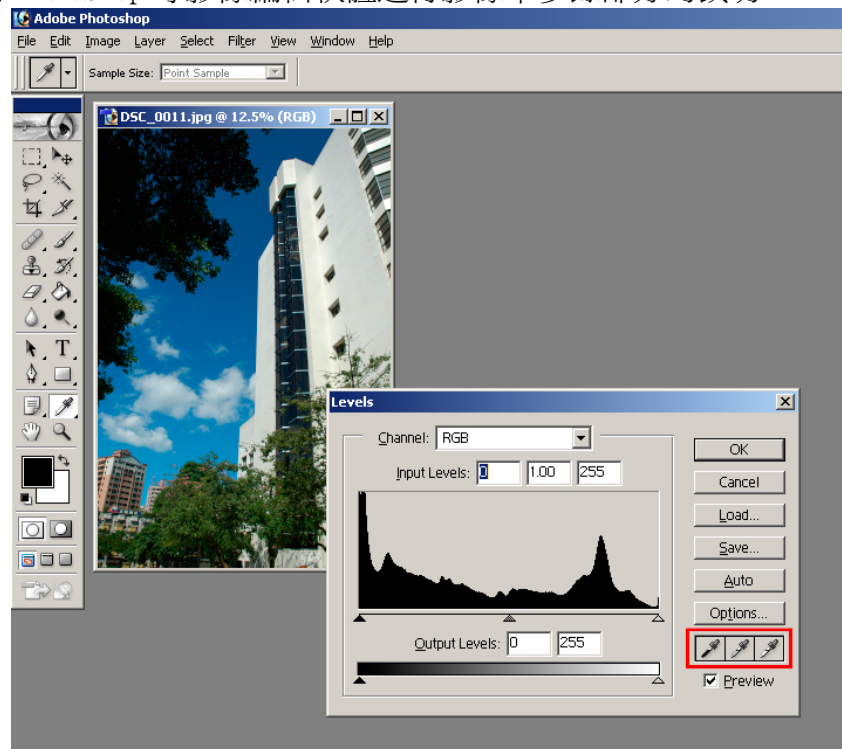 Adobe Photoshop
File Edit Image Layer Select Filter View Window Help
Sample Size: Point Sample
DSC_0011.jpg @ 12.5% (RGB)
Levels
Channel: RGB
Input Levels: 0 1.00 255
Output Levels: 0 255
OK
Cancel
Load...
Save...
Auto
Options...
Preview